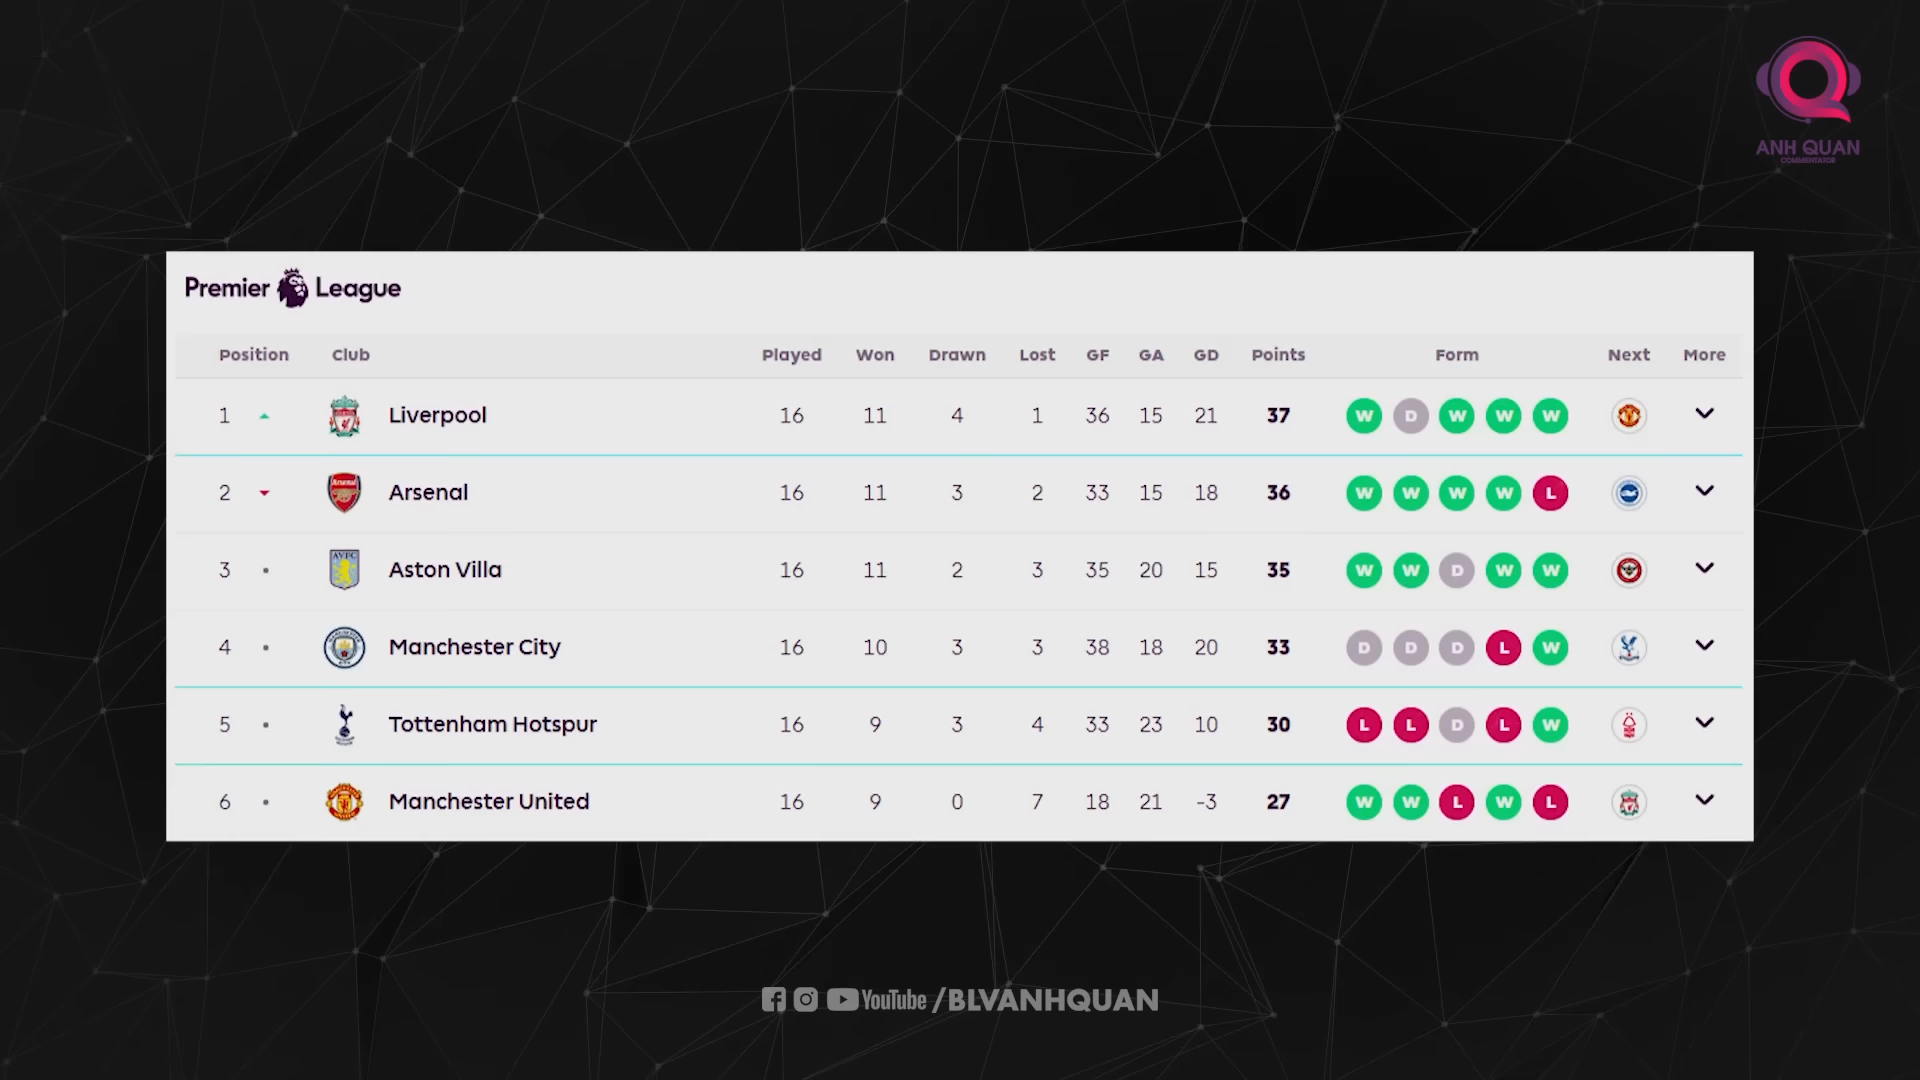 ANH QUAN
COMMENTATOR
Premier League
Position Club Played Won Drawn Lost GF GA GD Points Form Next More
1 Liverpool 16 11 4 1 36 15 21 37 W D W W W
2 Arsenal 16 11 3 2 33 15 18 36 W W W W L
3 Aston Villa 16 11 2 3 35 20 15 35 W W D W W
4 Manchester City 16 10 3 3 38 18 20 33 D D D L W
5 Tottenham Hotspur 16 9 3 4 33 23 10 30 L L D L W
6 Manchester United 16 9 0 7 18 21 -3 27 W W L W L
YouTube /BLVANHQUAN